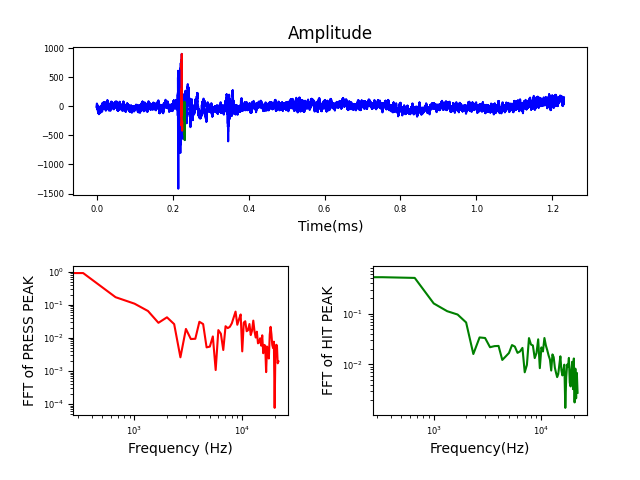 Amplitude
1000
500
0
−500
−1000
−1500
0.0 0.2 0.4 0.6 0.8 1.0 1.2
Time(ms)
FFT of PRESS PEAK
10⁰
10⁻¹
10⁻²
10⁻³
10⁻⁴
10³ 10⁴
Frequency (Hz)
FFT of HIT PEAK
10⁻¹
10⁻²
10³ 10⁴
Frequency(Hz)